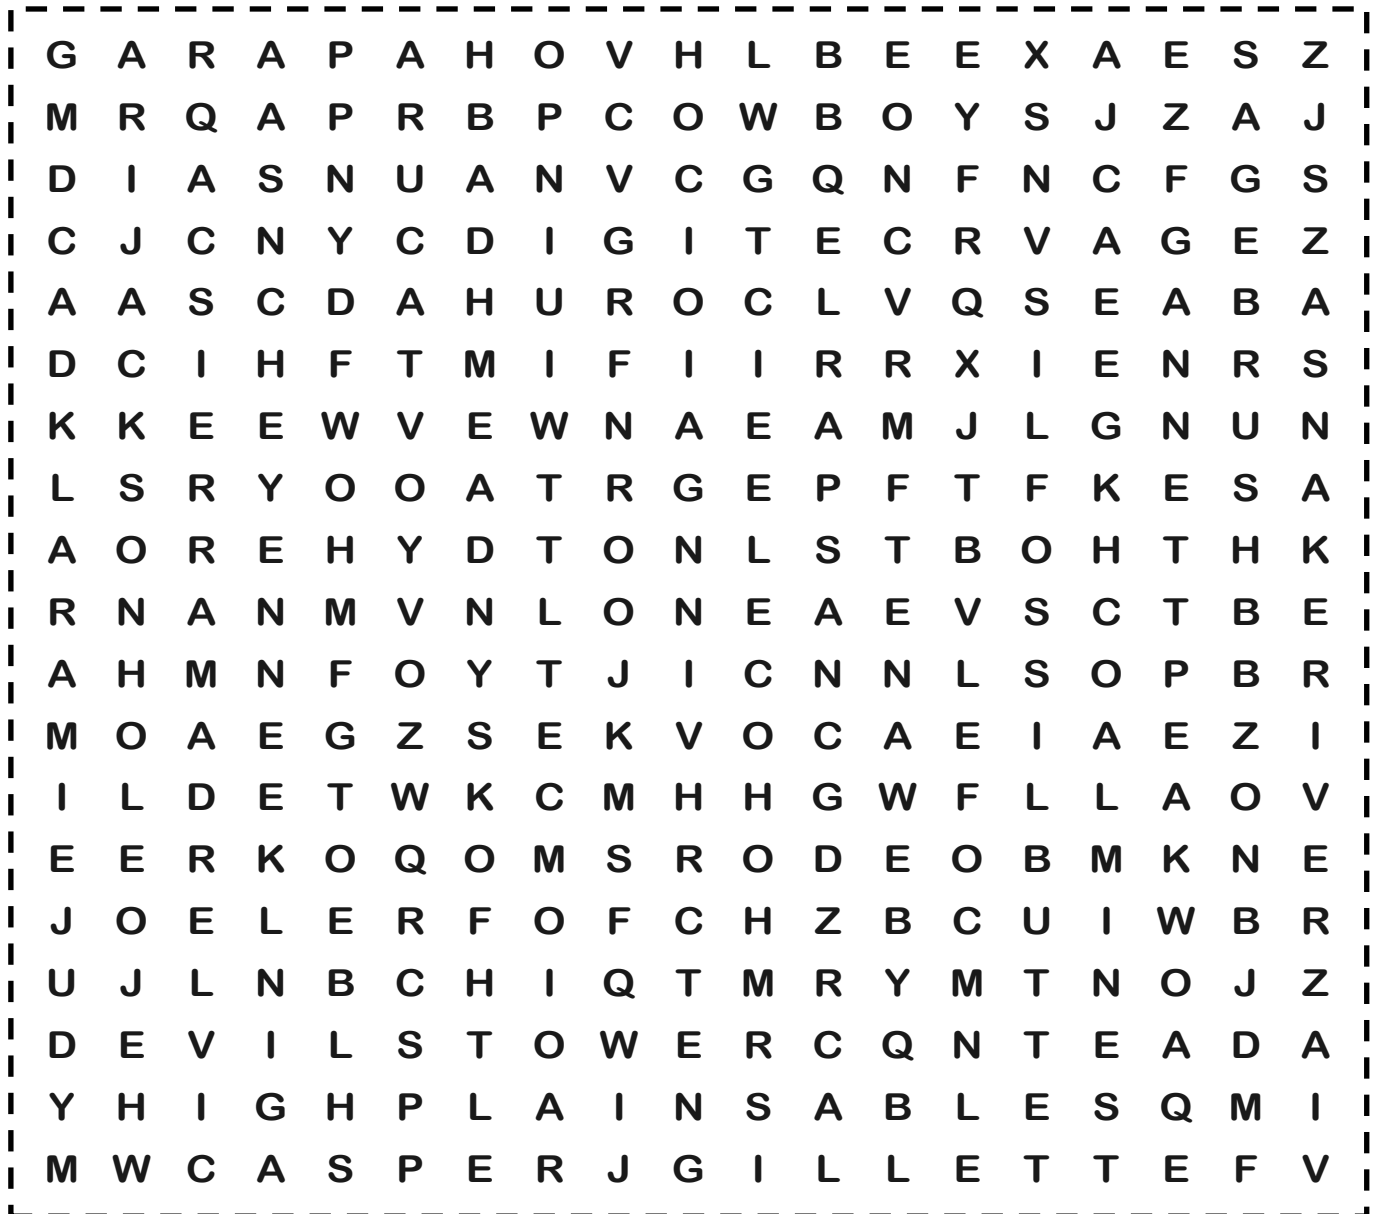 G A R A P A H O V H L B E E X A E S Z
M R Q A P R B P C O W B O Y S J Z A J
D I A S N U A N V C G Q N F N C F G S
C J C N Y C D I G I T E C R V A G E Z
A A S C D A H U R O C L V Q S E A B A
D C I H F T M I F I I R R X I E N R S
K K E E W V E W N A E A M J L G N U N
L S R Y O O A T R G E P F T F K E S A
A O R E H Y D T O N L S T B O H T H K
R N A N M V N L O N E A E V S C T B E
A H M N F O Y T J I C N N L S O P B R
M O A E G Z S E K V O C A E I A E Z I
I L D E T W K C M H H G W F L L A O V
E E R K O Q O M S R O D E O B M K N E
J O E L E R F O F C H Z B C U I W B R
U J L N B C H I Q T M R Y M T N O J Z
D E V I L S T O W E R C Q N T E A D A
Y H I G H P L A I N S A B L E S Q M I
M W C A S P E R J G I L L E T T E F V